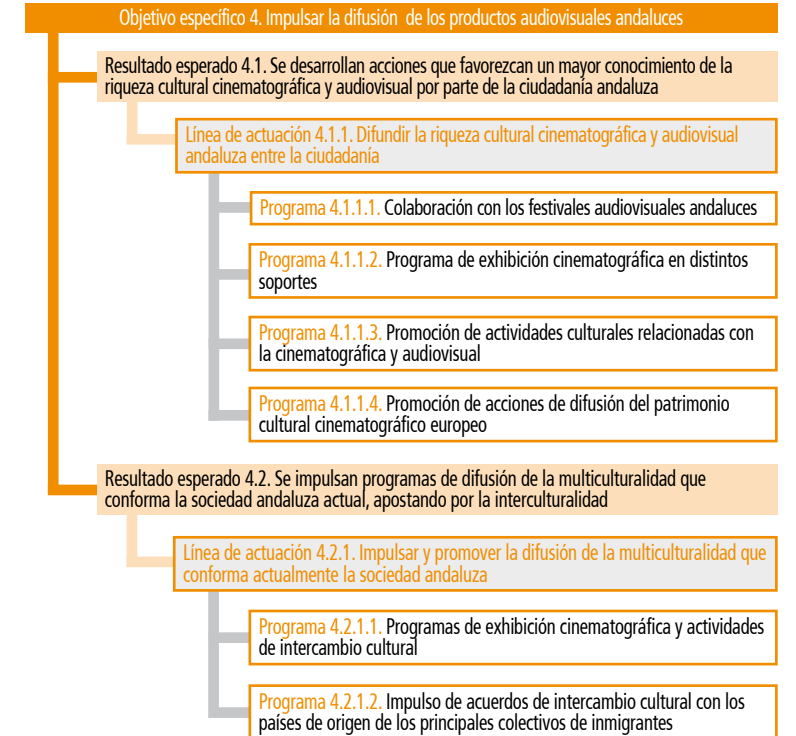 Objetivo específico 4. Impulsar la difusión de los productos audiovisuales andaluces
Resultado esperado 4.1. Se desarrollan acciones que favorezcan un mayor conocimiento de la
riqueza cultural cinematográfica y audiovisual por parte de la ciudadanía andaluza
Línea de actuación 4.1.1. Difundir la riqueza cultural cinematográfica y audiovisual
andaluza entre la ciudadanía
Programa 4.1.1.1. Colaboración con los festivales audiovisuales andaluces
Programa 4.1.1.2. Programa de exhibición cinematográfica en distintos
soportes
Programa 4.1.1.3. Promoción de actividades culturales relacionadas con
la cinematográfica y audiovisual
Programa 4.1.1.4. Promoción de acciones de difusión del patrimonio
cultural cinematográfico europeo
Resultado esperado 4.2. Se impulsan programas de difusión de la multiculturalidad que
conforma la sociedad andaluza actual, apostando por la interculturalidad
Línea de actuación 4.2.1. Impulsar y promover la difusión de la multiculturalidad que
conforma actualmente la sociedad andaluza
Programa 4.2.1.1. Programas de exhibición cinematográfica y actividades
de intercambio cultural
Programa 4.2.1.2. Impulso de acuerdos de intercambio cultural con los
países de origen de los principales colectivos de inmigrantes